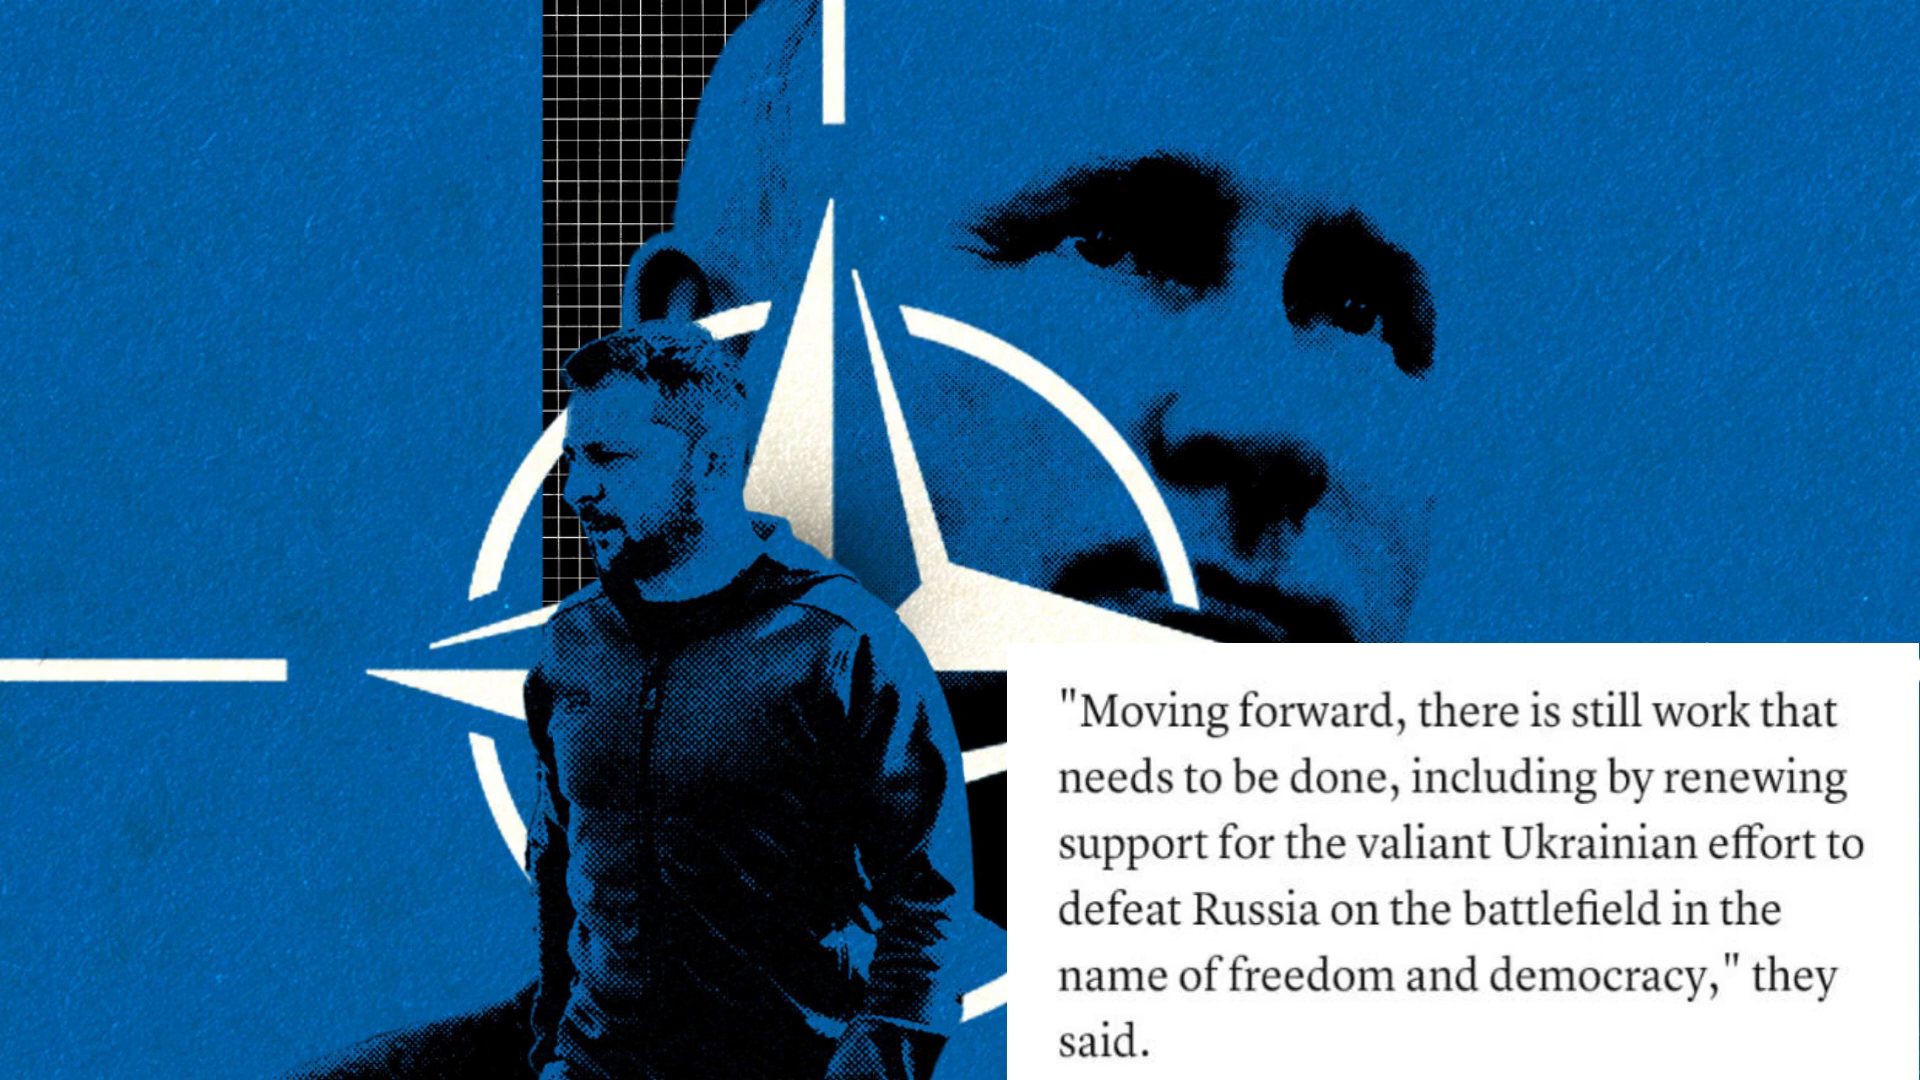 "Moving forward, there is still work that
needs to be done, including by renewing
support for the valiant Ukrainian effort to
defeat Russia on the battlefield in the
name of freedom and democracy," they
said.